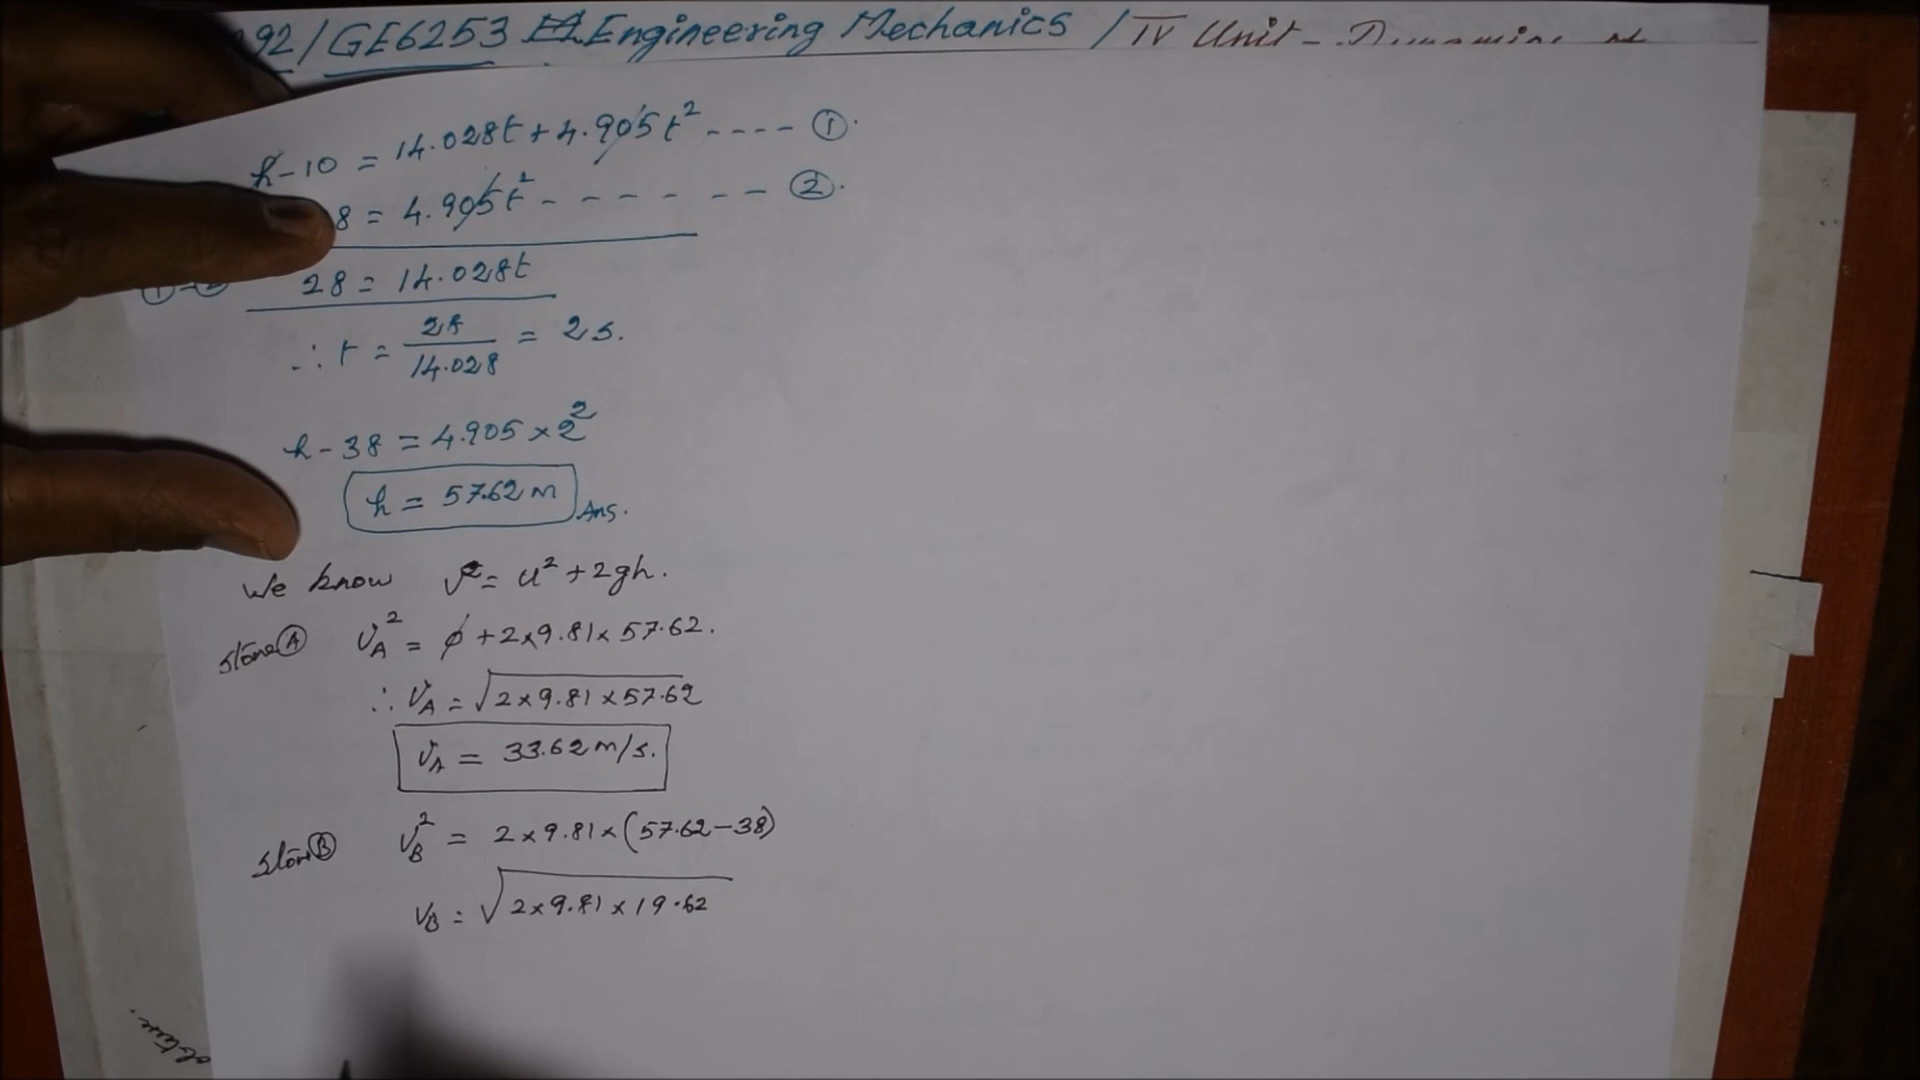 92/GE6253 Engineering Mechanics / IV Unit -
h-10 = 14.028t + 4.905t² ---- ①.
8 = 4.905t² - - - - - - - ②.
28 = 14.028t
∴ t = 28/14.028 = 2s.
h-38 = 4.905 × 2²
h = 57.62 m Ans.
We know v² = u² + 2gh.
Stone Ⓐ V_A² = 0 + 2×9.81×57.62.
∴ V_A = √2×9.81×57.62
V_A = 33.62 m/s.
Stone Ⓑ V_B² = 2×9.81×(57.62-38)
V_B = √2×9.81×19.62